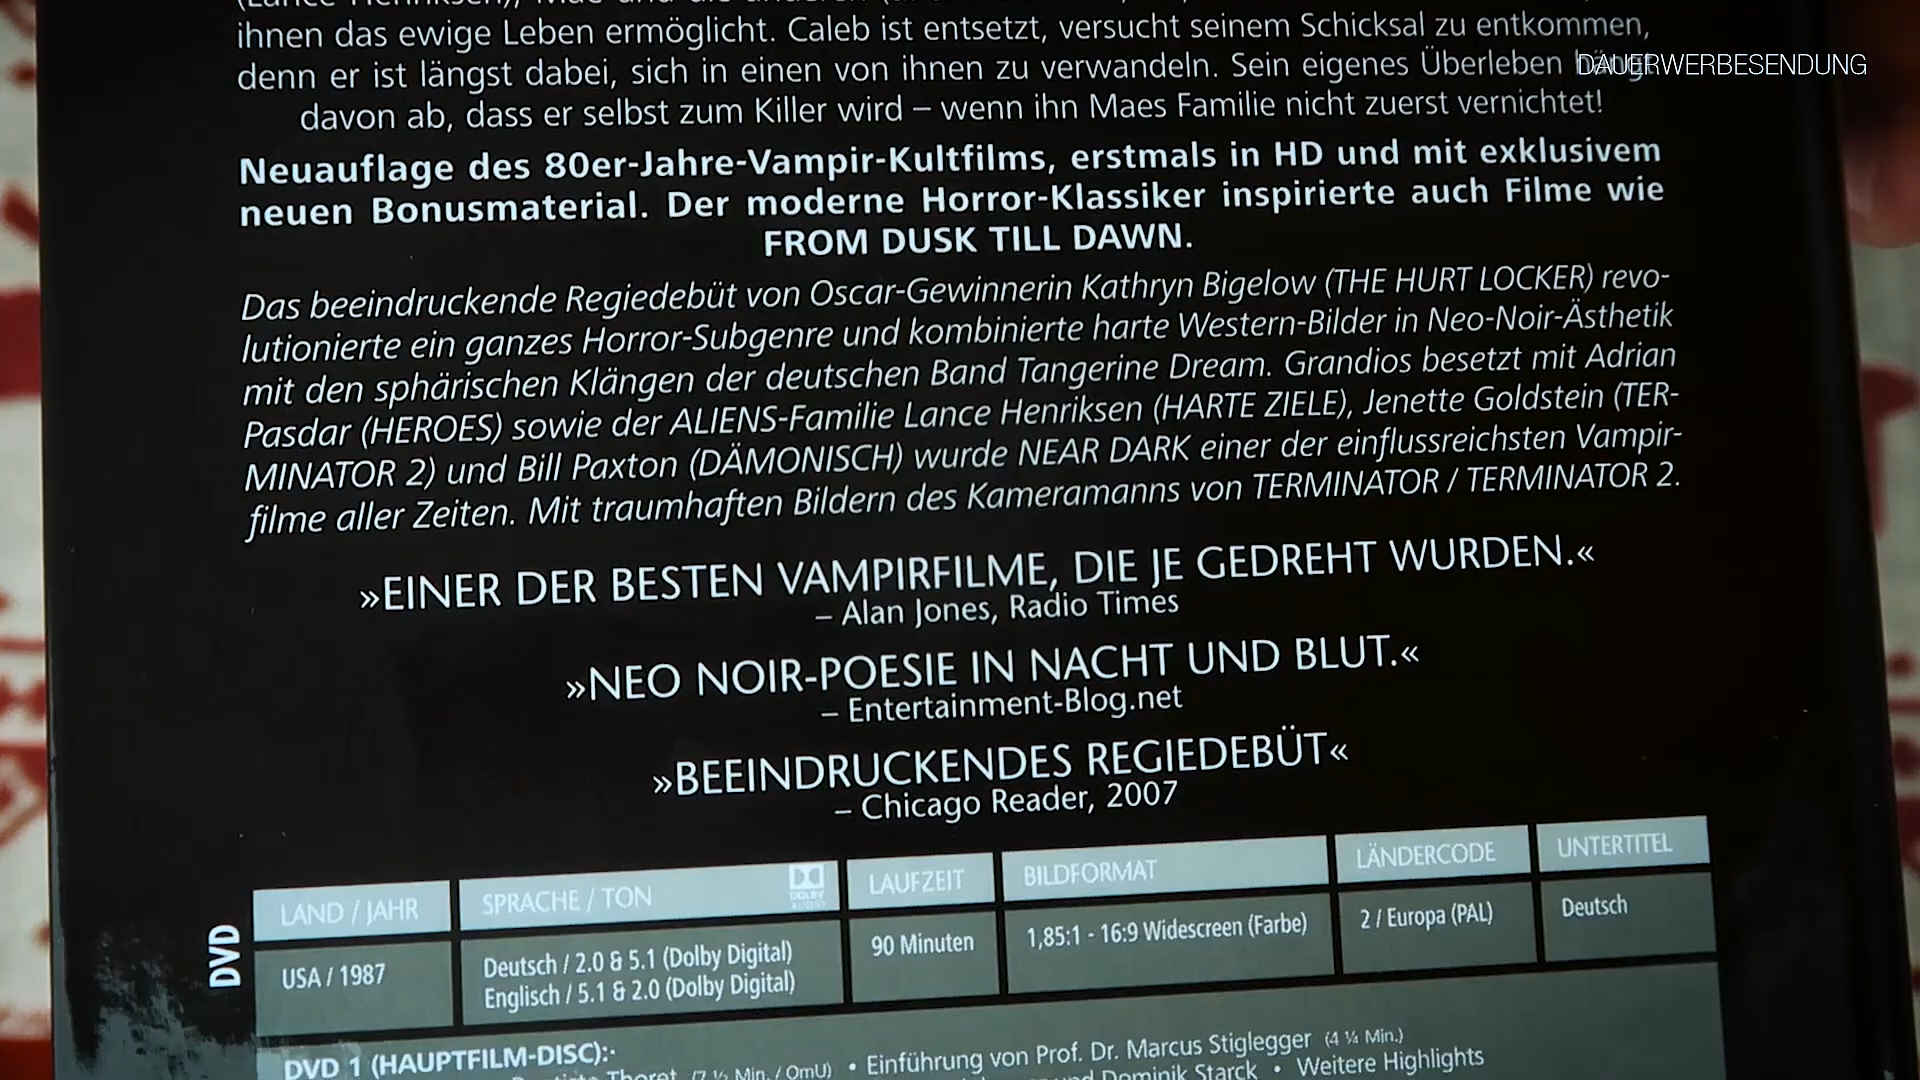 ihnen das ewige Leben ermöglicht. Caleb ist entsetzt, versucht seinem Schicksal zu entkommen,
denn er ist längst dabei, sich in einen von ihnen zu verwandeln. Sein eigenes Überleben
DAUERWERBESENDUNG
davon ab, dass er selbst zum Killer wird – wenn ihn Maes Familie nicht zuerst vernichtet!
Neuauflage des 80er-Jahre-Vampir-Kultfilms, erstmals in HD und mit exklusivem
neuen Bonusmaterial. Der moderne Horror-Klassiker inspirierte auch Filme wie
FROM DUSK TILL DAWN.
Das beeindruckende Regiedebüt von Oscar-Gewinnerin Kathryn Bigelow (THE HURT LOCKER) revo-
lutionierte ein ganzes Horror-Subgenre und kombinierte harte Western-Bilder in Neo-Noir-Ästhetik
mit den sphärischen Klängen der deutschen Band Tangerine Dream. Grandios besetzt mit Adrian
Pasdar (HEROES) sowie der ALIENS-Familie Lance Henriksen (HARTE ZIELE), Jenette Goldstein (TER-
MINATOR 2) und Bill Paxton (DÄMONISCH) wurde NEAR DARK einer der einflussreichsten Vampir-
filme aller Zeiten. Mit traumhaften Bildern des Kameramanns von TERMINATOR / TERMINATOR 2.
»EINER DER BESTEN VAMPIRFILME, DIE JE GEDREHT WURDEN.«
– Alan Jones, Radio Times
»NEO NOIR-POESIE IN NACHT UND BLUT.«
– Entertainment-Blog.net
»BEEINDRUCKENDES REGIEDEBÜT«
– Chicago Reader, 2007
DVD
LAND / JAHR
USA / 1987
SPRACHE / TON
DOLBY AUDIO
Deutsch / 2.0 & 5.1 (Dolby Digital)
Englisch / 5.1 & 2.0 (Dolby Digital)
LAUFZEIT
90 Minuten
BILDFORMAT
1,85:1 - 16:9 Widescreen (Farbe)
LÄNDERCODE
2 / Europa (PAL)
UNTERTITEL
Deutsch
DVD 1 (HAUPTFILM-DISC):
• Einführung von Prof. Dr. Marcus Stiglegger (4 ¼ Min.)
Thoret (7 ½ Min. / OmU)
und Dominik Starck • Weitere Highlights